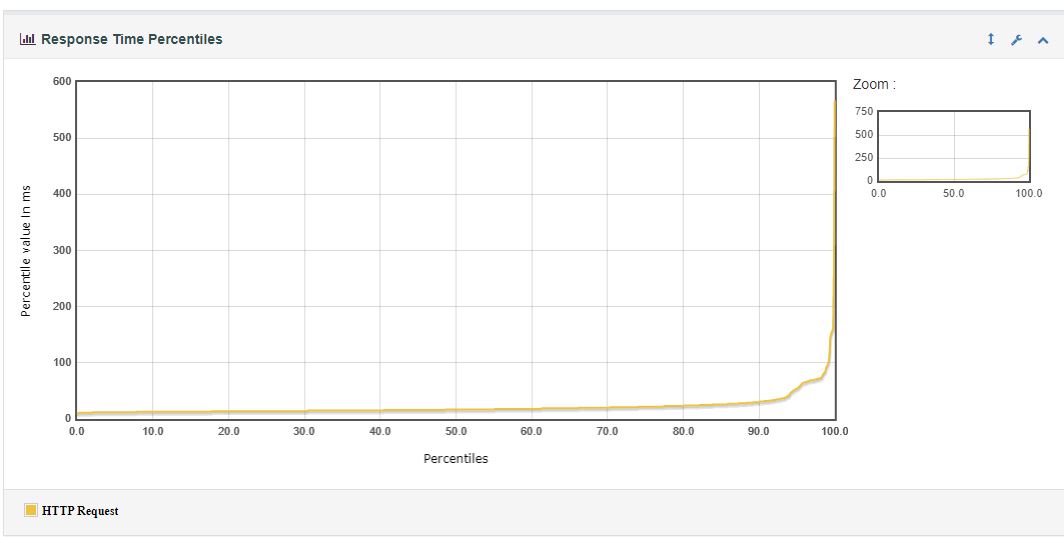 Response Time Percentiles
Zoom :
600
500
400
300
200
100
0
Percentile value in ms
0.0 10.0 20.0 30.0 40.0 50.0 60.0 70.0 80.0 90.0 100.0
Percentiles
750
500
250
0
0.0 50.0 100.0
HTTP Request